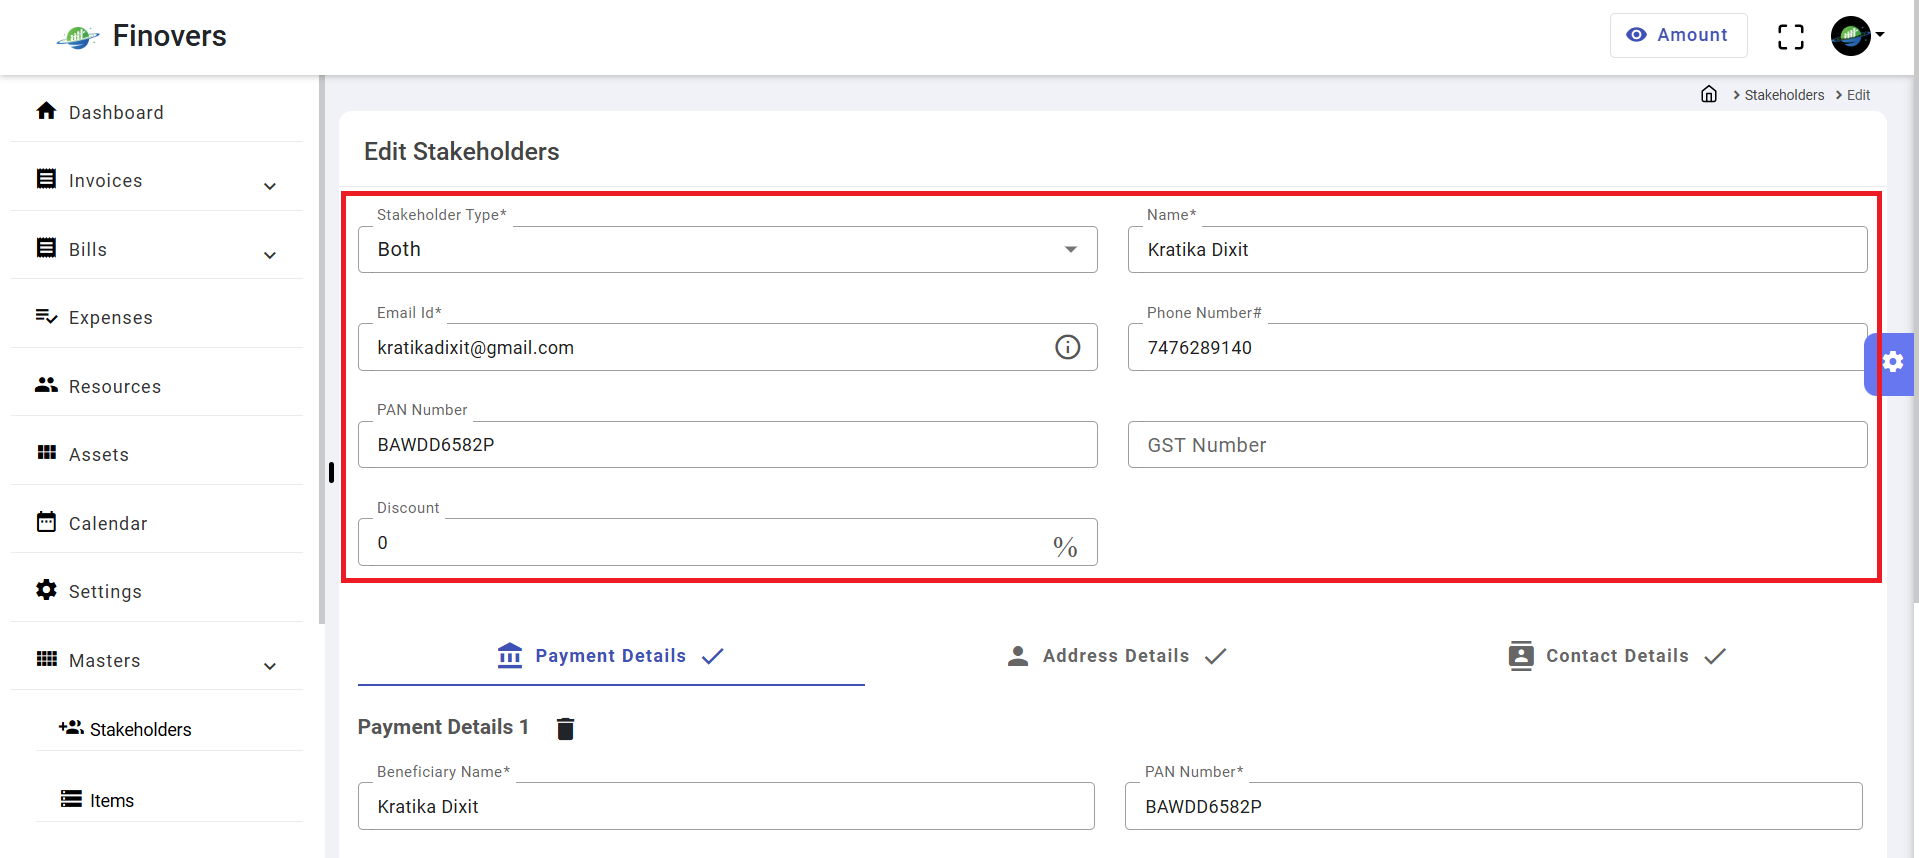 Finovers
Amount
Stakeholders
Edit
Dashboard
Invoices
Bills
Expenses
Resources
Assets
Calendar
Settings
Masters
Stakeholders
Items
Edit Stakeholders
Stakeholder Type*
Both
Name*
Kratika Dixit
Email Id*
kratikadixit@gmail.com
Phone Number#
7476289140
PAN Number
BAWDD6582P
GST Number
Discount
0
%
Payment Details
Address Details
Contact Details
Payment Details 1
Beneficiary Name*
Kratika Dixit
PAN Number*
BAWDD6582P